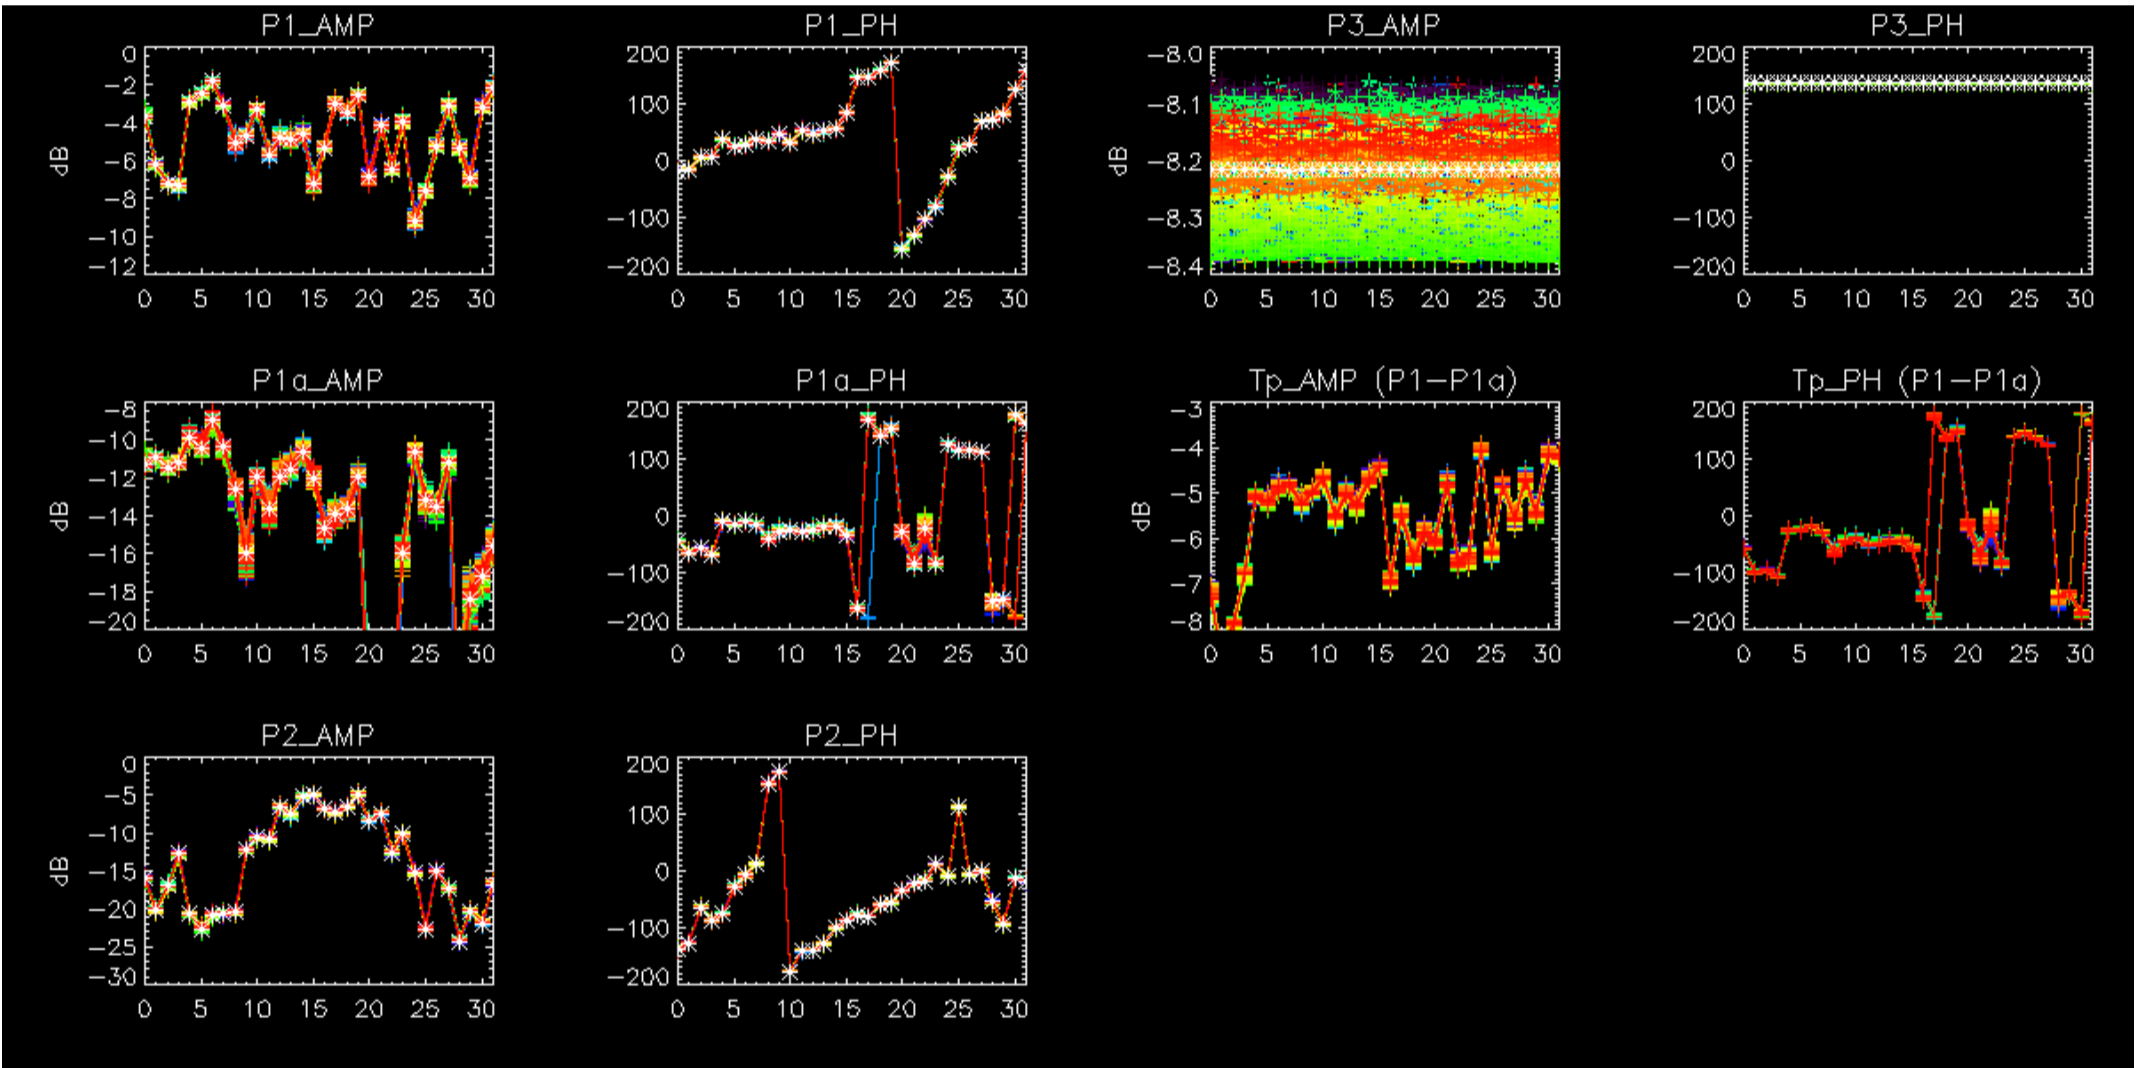 P1_AMP
0
−2
−4
−6
−8
−10
−12
dB
0 5 10 15 20 25 30
P1_PH
200
100
0
−100
−200
0 5 10 15 20 25 30
P3_AMP
−8.0
−8.1
−8.2
−8.3
−8.4
dB
0 5 10 15 20 25 30
P3_PH
200
100
0
−100
−200
0 5 10 15 20 25 30
P1a_AMP
−8
−10
−12
−14
−16
−18
−20
dB
0 5 10 15 20 25 30
P1a_PH
200
100
0
−100
−200
0 5 10 15 20 25 30
Tp_AMP (P1−P1a)
−3
−4
−5
−6
−7
−8
dB
0 5 10 15 20 25 30
Tp_PH (P1−P1a)
200
100
0
−100
−200
0 5 10 15 20 25 30
P2_AMP
0
−5
−10
−15
−20
−25
−30
dB
0 5 10 15 20 25 30
P2_PH
200
100
0
−100
−200
0 5 10 15 20 25 30